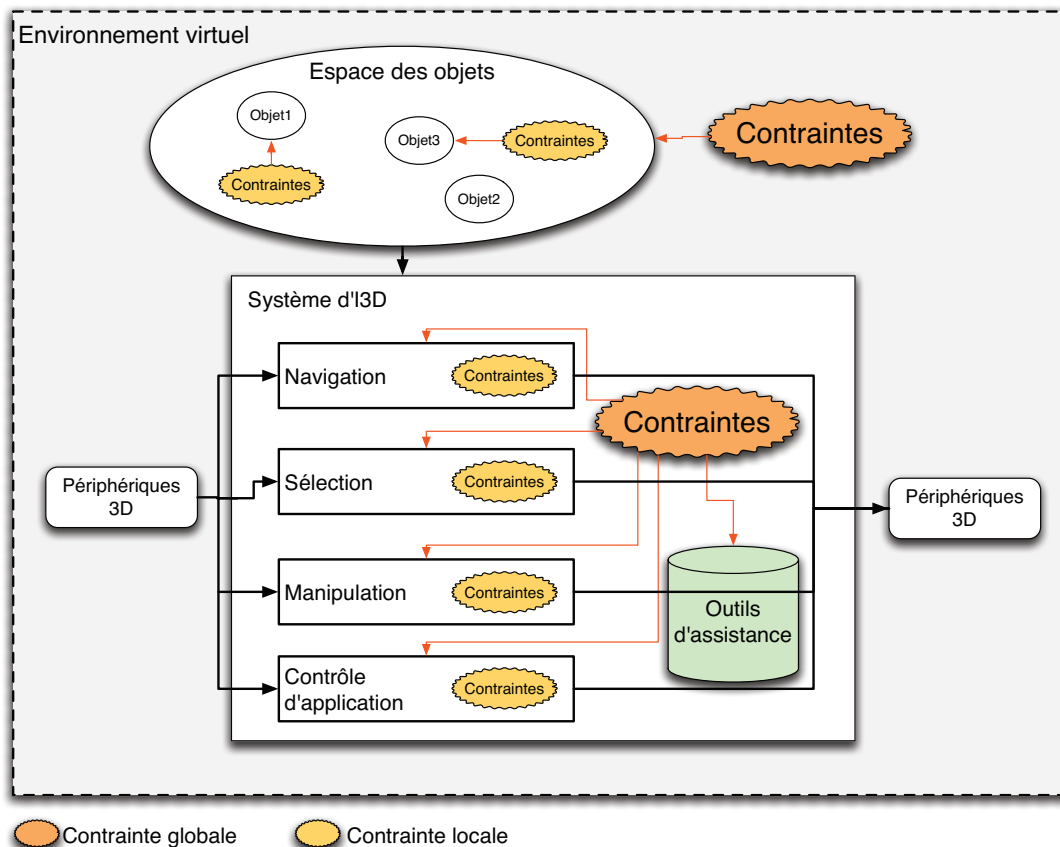 Environnement virtuel
Espace des objets
Objet1
Contraintes
Objet3
Contraintes
Objet2
Contraintes
Système d'I3D
Navigation
Contraintes
Contraintes
Sélection
Contraintes
Manipulation
Contraintes
Contrôle
d'application
Contraintes
Outils
d'assistance
Périphériques
3D
Périphériques
3D
Contrainte globale
Contrainte locale